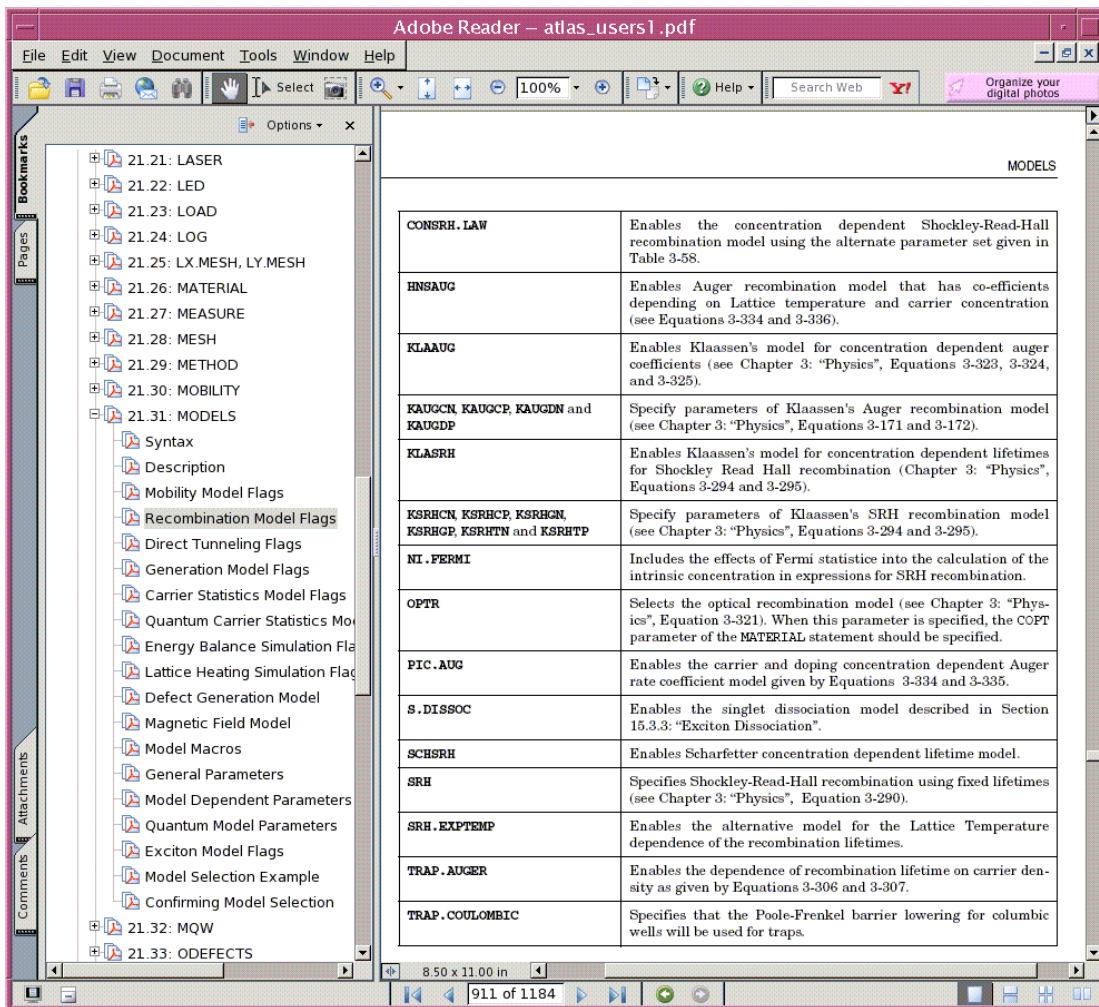 Adobe Reader – atlas_users1.pdf
File Edit View Document Tools Window Help
Select 100% Help Search Web Y! Organize your
digital photos
Bookmarks
Pages
Attachments
Comments
Options
21.21: LASER
21.22: LED
21.23: LOAD
21.24: LOG
21.25: LX.MESH, LY.MESH
21.26: MATERIAL
21.27: MEASURE
21.28: MESH
21.29: METHOD
21.30: MOBILITY
21.31: MODELS
Syntax
Description
Mobility Model Flags
Recombination Model Flags
Direct Tunneling Flags
Generation Model Flags
Carrier Statistics Model Flags
Quantum Carrier Statistics Mo
Energy Balance Simulation Fla
Lattice Heating Simulation Flag
Defect Generation Model
Magnetic Field Model
Model Macros
General Parameters
Model Dependent Parameters
Quantum Model Parameters
Exciton Model Flags
Model Selection Example
Confirming Model Selection
21.32: MQW
21.33: ODEFECTS
MODELS
CONSRH.LAW Enables the concentration dependent Shockley-Read-Hall
recombination model using the alternate parameter set given in
Table 3-58.
HNSAUG Enables Auger recombination model that has co-efficients
depending on Lattice temperature and carrier concentration
(see Equations 3-334 and 3-336).
KLAAUG Enables Klaassen's model for concentration dependent auger
coefficients (see Chapter 3: “Physics”, Equations 3-323, 3-324,
and 3-325).
KAUGCN, KAUGCP, KAUGDN and Specify parameters of Klaassen's Auger recombination model
KAUGDP (see Chapter 3: “Physics”, Equations 3-171 and 3-172).
KLASRH Enables Klaassen's model for concentration dependent lifetimes
for Shockley Read Hall recombination (Chapter 3: “Physics”,
Equations 3-294 and 3-295).
KSRHCN, KSRHCP, KSRHGN, Specify parameters of Klaassen's SRH recombination model
KSRHGP, KSRHTN and KSRHTP (see Chapter 3: “Physics”, Equations 3-294 and 3-295).
NI.FERMI Includes the effects of Fermi statistice into the calculation of the
intrinsic concentration in expressions for SRH recombination.
OPTR Selects the optical recombination model (see Chapter 3: “Phys-
ics”, Equation 3-321). When this parameter is specified, the COPT
parameter of the MATERIAL statement should be specified.
PIC.AUG Enables the carrier and doping concentration dependent Auger
rate coefficient model given by Equations 3-334 and 3-335.
S.DISSOC Enables the singlet dissociation model described in Section
15.3.3: “Exciton Dissociation”.
SCHSRH Enables Scharfetter concentration dependent lifetime model.
SRH Specifies Shockley-Read-Hall recombination using fixed lifetimes
(see Chapter 3: “Physics”, Equation 3-290).
SRH.EXPTEMP Enables the alternative model for the Lattice Temperature
dependence of the recombination lifetimes.
TRAP.AUGER Enables the dependence of recombination lifetime on carrier den-
sity as given by Equations 3-306 and 3-307.
TRAP.COULOMBIC Specifies that the Poole-Frenkel barrier lowering for columbic
wells will be used for traps.
8.50 x 11.00 in
911 of 1184